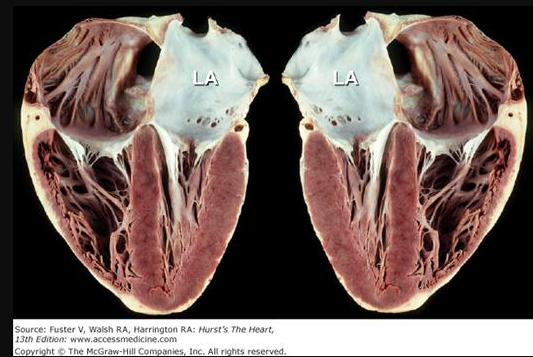 LA LA
Source: Fuster V, Walsh RA, Harrington RA: Hurst's The Heart,
13th Edition: www.accessmedicine.com
Copyright © The McGraw-Hill Companies, Inc. All rights reserved.